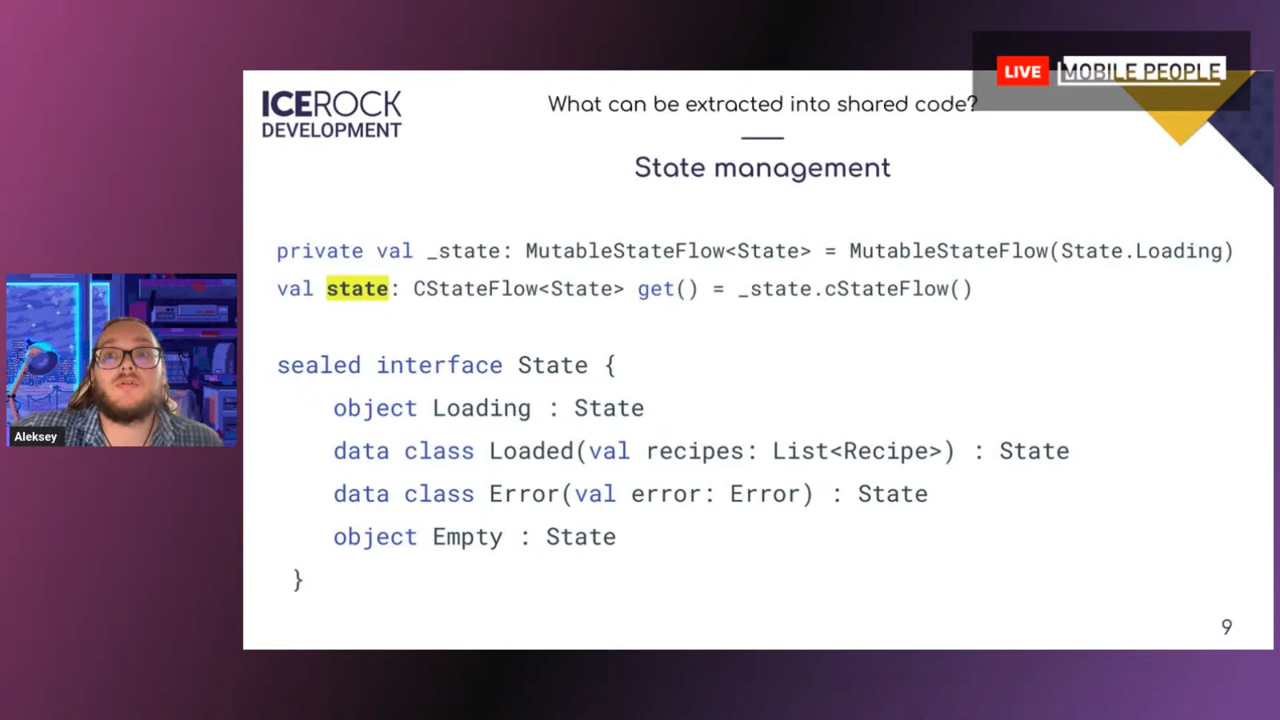 LIVE MOBILE PEOPLE
ICEROCK
DEVELOPMENT
What can be extracted into shared code?
State management
private val _state: MutableStateFlow<State> = MutableStateFlow(State.Loading)
val state: CStateFlow<State> get() = _state.cStateFlow()
sealed interface State {
object Loading : State
data class Loaded(val recipes: List<Recipe>) : State
data class Error(val error: Error) : State
object Empty : State
}
Aleksey
9